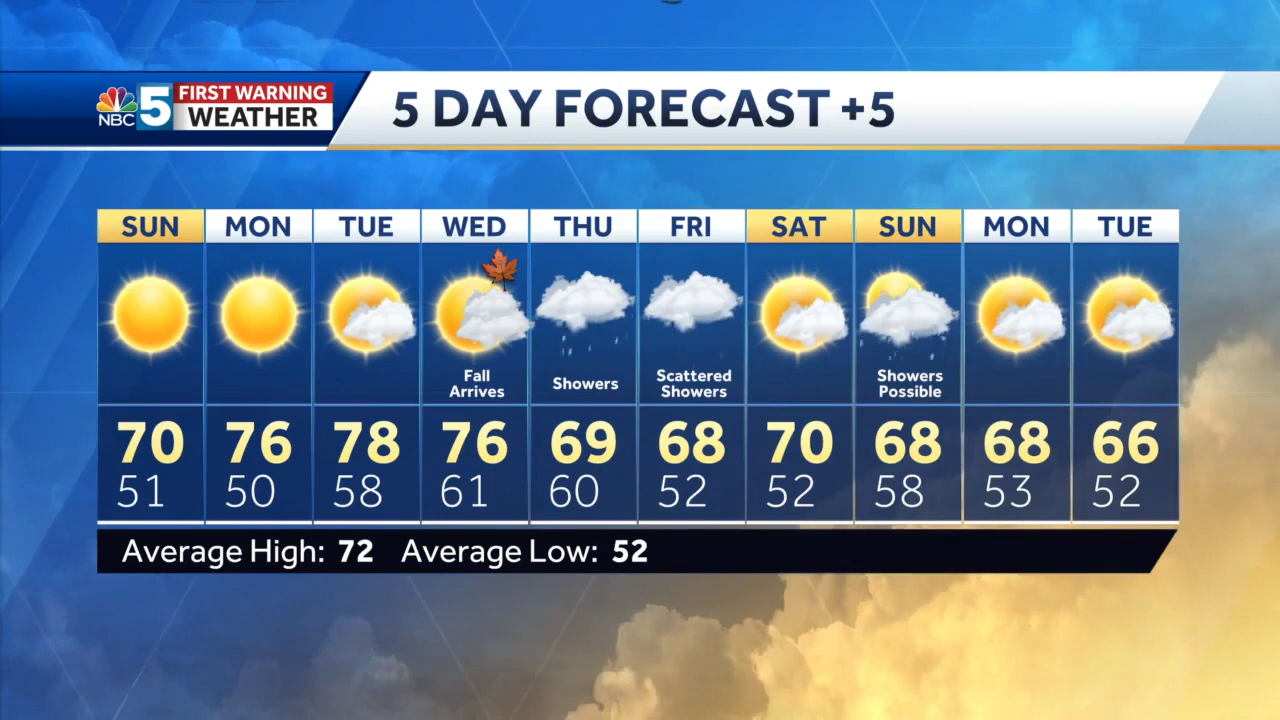 NBC 5 FIRST WARNING WEATHER
5 DAY FORECAST +5
SUN MON TUE WED THU FRI SAT SUN MON TUE
Fall Arrives
Showers
Scattered Showers
Showers Possible
70 76 78 76 69 68 70 68 68 66
51 50 58 61 60 52 52 58 53 52
Average High: 72 Average Low: 52